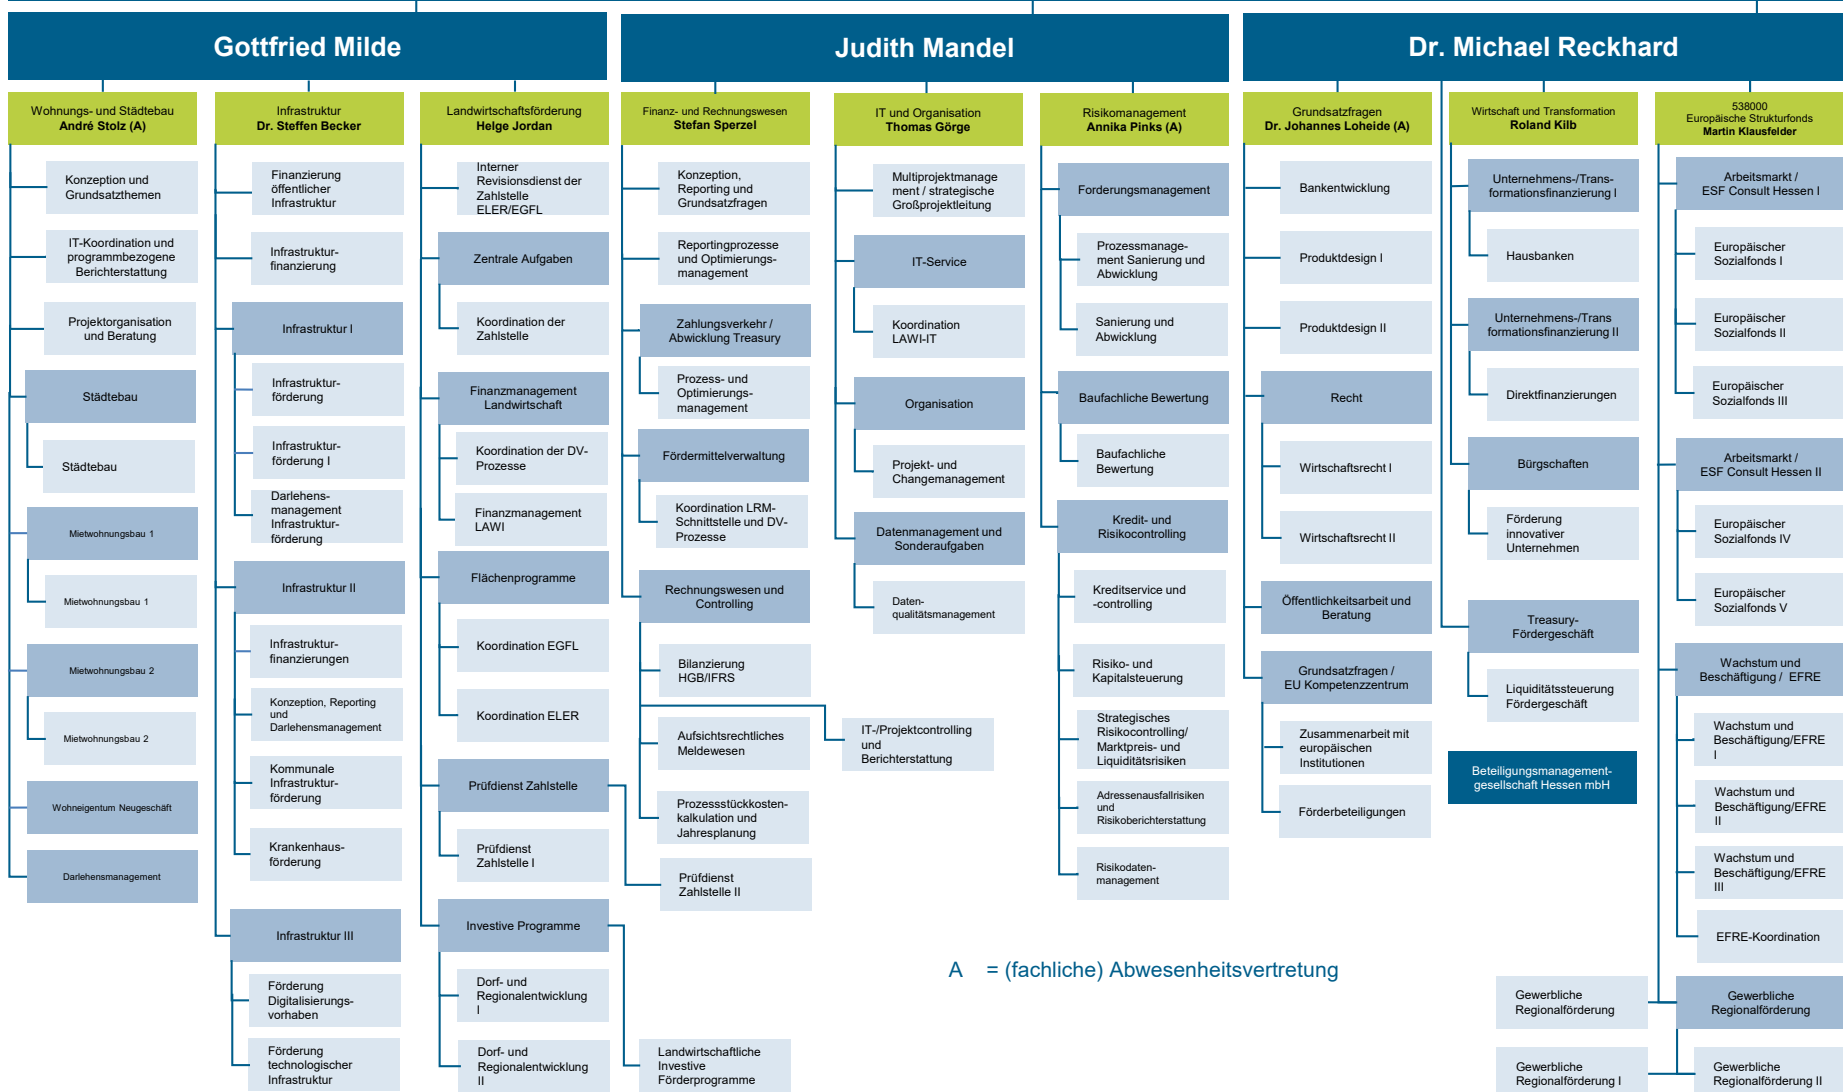 Gottfried Milde
Judith Mandel
Dr. Michael Reckhard
Wohnungs- und Städtebau
André Stolz (A)
Konzeption und
Grundsatzthemen
IT-Koordination und
programmbezogene
Berichterstattung
Projektorganisation
und Beratung
Städtebau
Städtebau
Mietwohnungsbau 1
Mietwohnungsbau 1
Mietwohnungsbau 2
Mietwohnungsbau 2
Wohneigentum Neugeschäft
Darlehensmanagement
Infrastruktur
Dr. Steffen Becker
Finanzierung
öffentlicher
Infrastruktur
Infrastruktur-
finanzierung
Infrastruktur I
Infrastruktur-
förderung
Infrastruktur-
förderung I
Darlehens-
management
Infrastruktur-
förderung
Infrastruktur II
Infrastruktur-
finanzierungen
Konzeption, Reporting
und
Darlehensmanagement
Kommunale
Infrastruktur-
förderung
Krankenhaus-
förderung
Infrastruktur III
Förderung
Digitalisierungs-
vorhaben
Förderung
technologischer
Infrastruktur
Landwirtschaftsförderung
Helge Jordan
Interner
Revisionsdienst der
Zahlstelle
ELER/EGFL
Zentrale Aufgaben
Koordination der
Zahlstelle
Finanzmanagement
Landwirtschaft
Koordination der DV-
Prozesse
Finanzmanagement
LAWI
Flächenprogramme
Koordination EGFL
Koordination ELER
Prüfdienst Zahlstelle
Prüfdienst
Zahlstelle I
Prüfdienst
Zahlstelle II
Investive Programme
Dorf- und
Regionalentwicklung
I
Dorf- und
Regionalentwicklung
II
Landwirtschaftliche
Investive
Förderprogramme
Finanz- und Rechnungswesen
Stefan Sperzel
Konzeption,
Reporting und
Grundsatzfragen
Reportingprozesse
und Optimierungs-
management
Zahlungsverkehr /
Abwicklung Treasury
Prozess- und
Optimierungs-
management
Fördermittelverwaltung
Koordination LRM-
Schnittstelle und DV-
Prozesse
Rechnungswesen und
Controlling
Bilanzierung
HGB/IFRS
Aufsichtsrechtliches
Meldewesen
Prozessstückkosten-
kalkulation und
Jahresplanung
IT-/Projektcontrolling
und
Berichterstattung
IT und Organisation
Thomas Görge
Multiprojektmanage
ment / strategische
Großprojektleitung
IT-Service
Koordination
LAWI-IT
Organisation
Projekt- und
Changemanagement
Datenmanagement und
Sonderaufgaben
Daten-
qualitätsmanagement
Risikomanagement
Annika Pinks (A)
Forderungsmanagement
Prozessmanage-
ment Sanierung und
Abwicklung
Sanierung und
Abwicklung
Baufachliche Bewertung
Baufachliche
Bewertung
Kredit- und
Risikocontrolling
Kreditservice und
-controlling
Risiko- und
Kapitalsteuerung
Strategisches
Risikocontrolling/
Marktpreis- und
Liquiditätsrisiken
Adressenausfallrisiken
und
Risikoberichterstattung
Risikodaten-
management
Grundsatzfragen
Dr. Johannes Loheide (A)
Bankentwicklung
Produktdesign I
Produktdesign II
Recht
Wirtschaftsrecht I
Wirtschaftsrecht II
Öffentlichkeitsarbeit und
Beratung
Grundsatzfragen /
EU Kompetenzzentrum
Zusammenarbeit mit
europäischen
Institutionen
Förderbeteiligungen
Wirtschaft und Transformation
Roland Kilb
Unternehmens-/Trans-
formationsfinanzierung I
Hausbanken
Unternehmens-/Trans
formationsfinanzierung II
Direktfinanzierungen
Bürgschaften
Förderung
innovativer
Unternehmen
Treasury-
Fördergeschäft
Liquiditätssteuerung
Fördergeschäft
Beteiligungsmanagement-
gesellschaft Hessen mbH
538000
Europäische Strukturfonds
Martin Klausfelder
Arbeitsmarkt /
ESF Consult Hessen I
Europäischer
Sozialfonds I
Europäischer
Sozialfonds II
Europäischer
Sozialfonds III
Arbeitsmarkt /
ESF Consult Hessen II
Europäischer
Sozialfonds IV
Europäischer
Sozialfonds V
Wachstum und
Beschäftigung / EFRE
Wachstum und
Beschäftigung/EFRE
I
Wachstum und
Beschäftigung/EFRE
II
Wachstum und
Beschäftigung/EFRE
III
EFRE-Koordination
Gewerbliche
Regionalförderung
Gewerbliche
Regionalförderung
Gewerbliche
Regionalförderung I
Gewerbliche
Regionalförderung II
A = (fachliche) Abwesenheitsvertretung